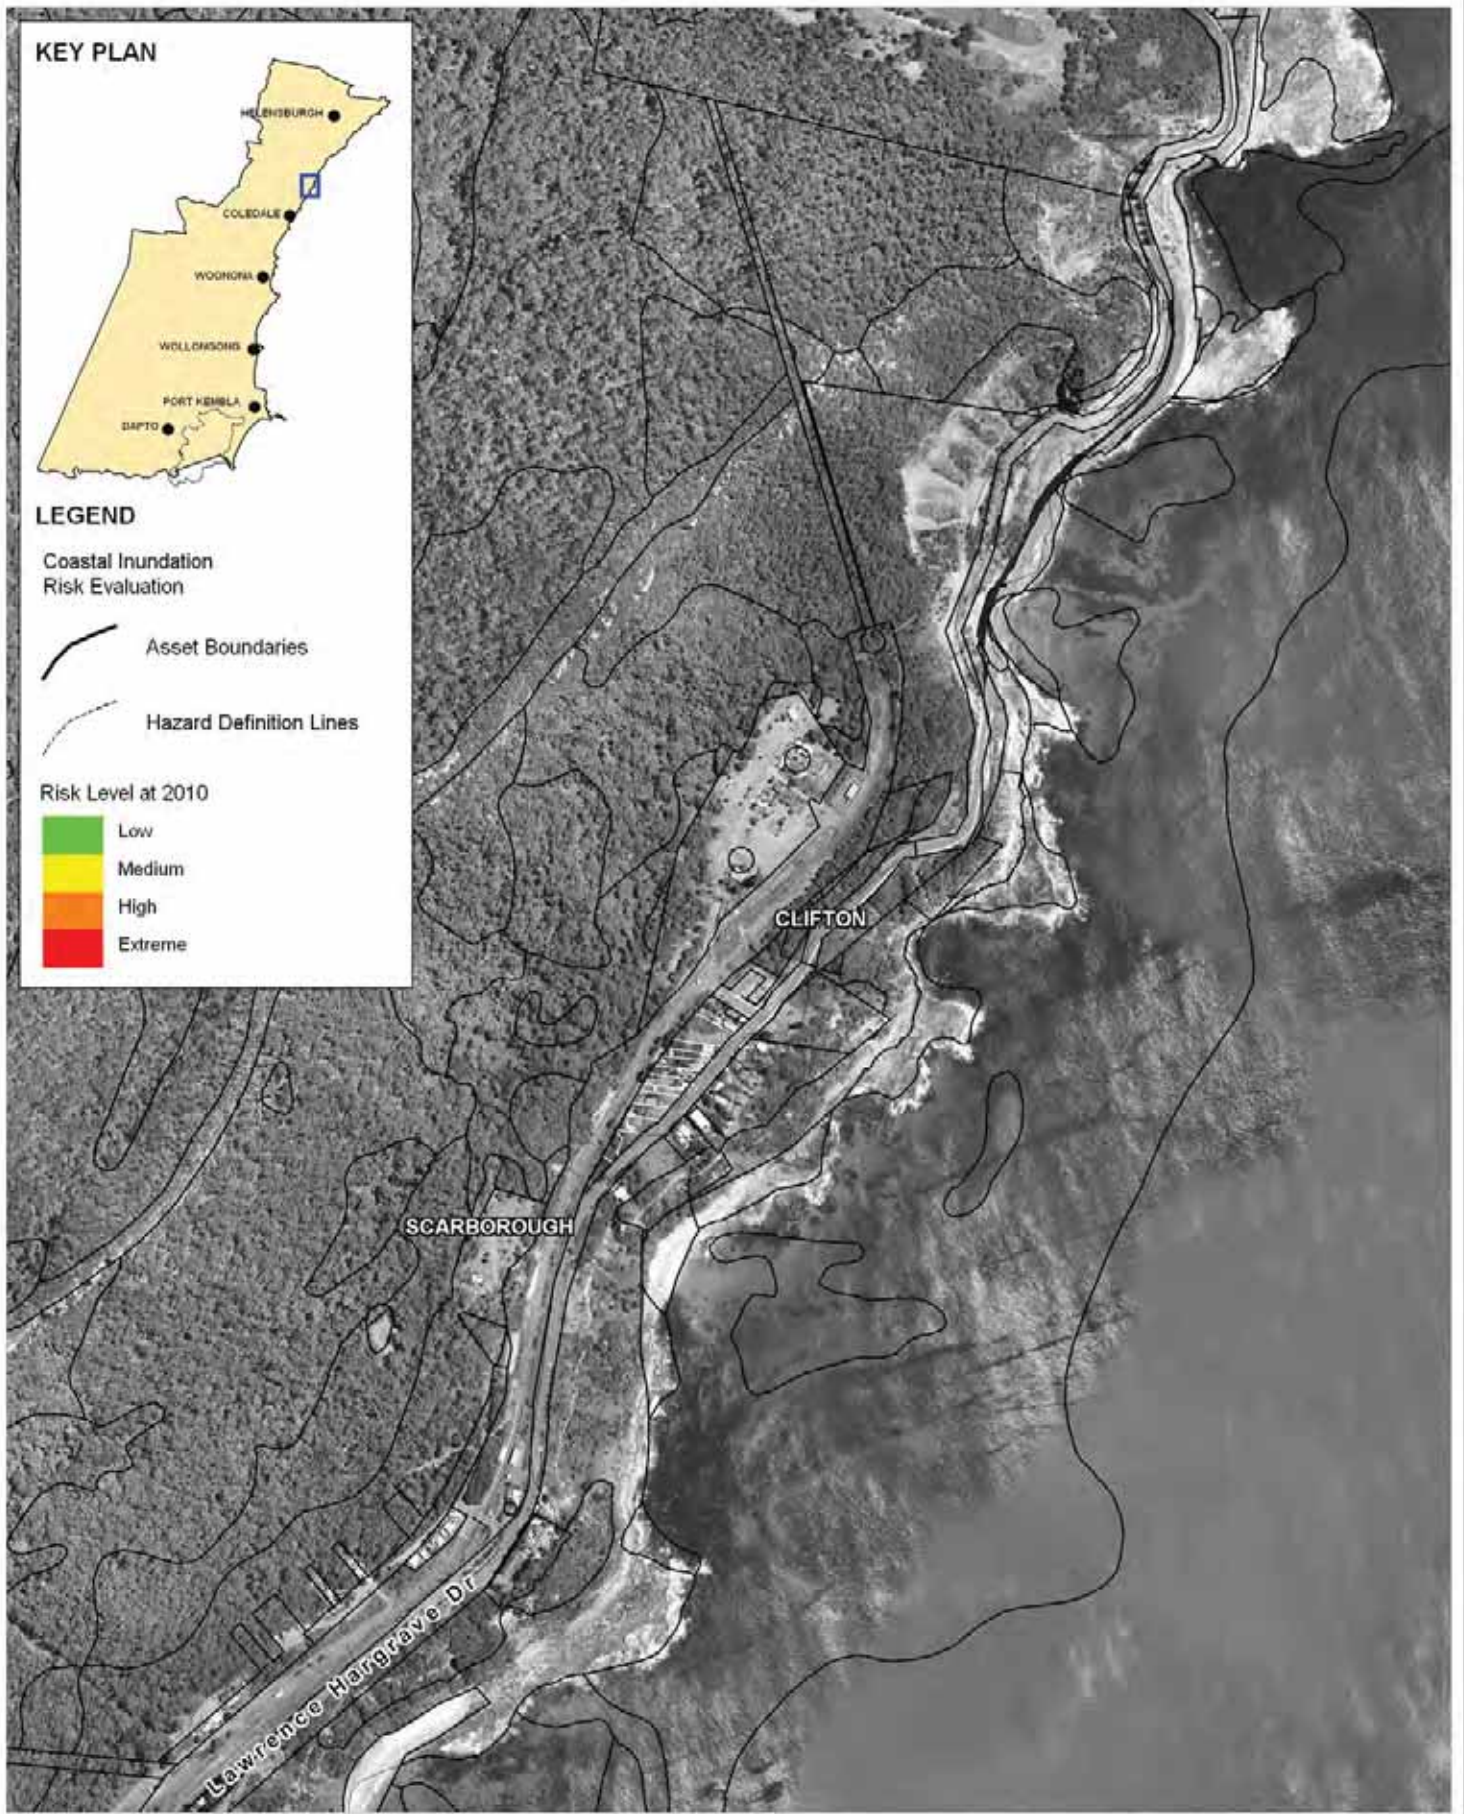 KEY PLAN
HELENSBURGH
COLEDALE
WOONONA
WOLLONGONG
PORT KEMBLA
DAPTO
LEGEND
Coastal Inundation
Risk Evaluation
Asset Boundaries
Hazard Definition Lines
Risk Level at 2010
Low
Medium
High
Extreme
CLIFTON
SCARBOROUGH
Lawrence Hargrave Dr